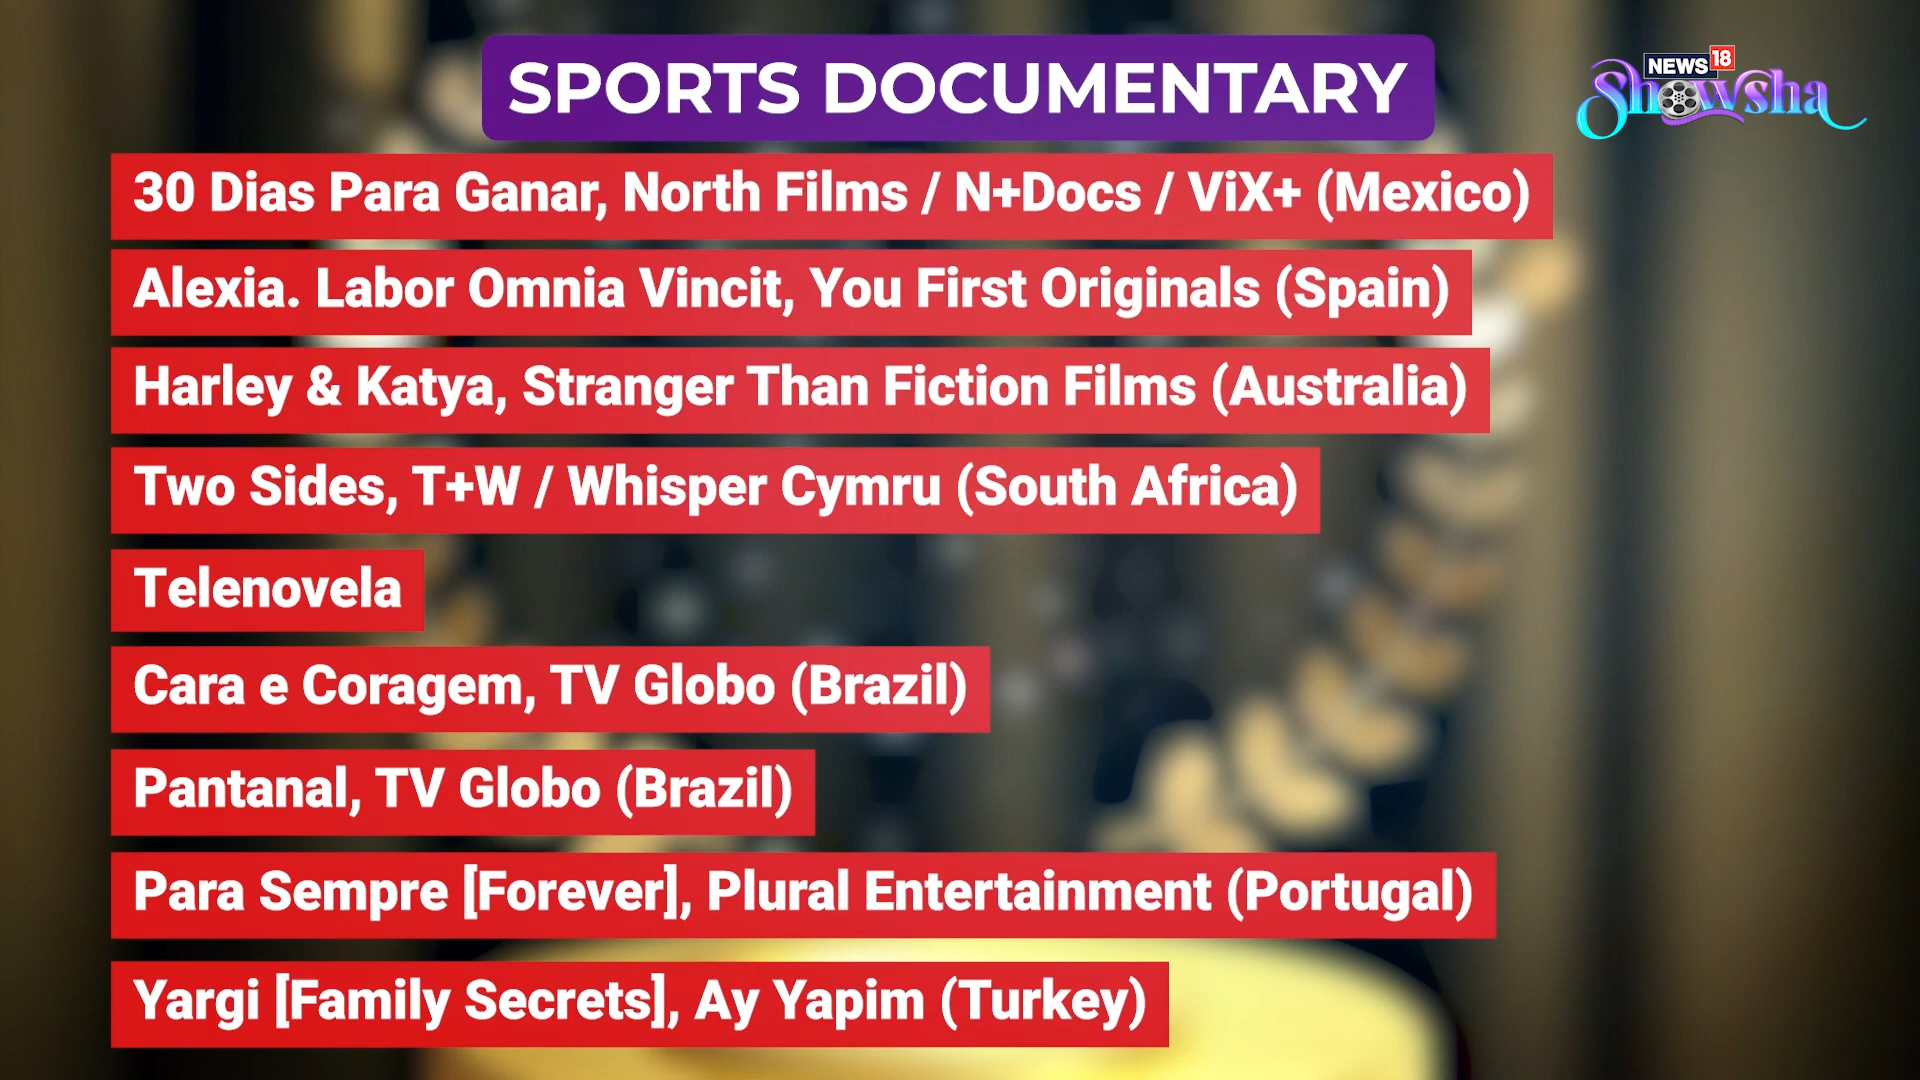 SPORTS DOCUMENTARY
NEWS 18
Showsha
30 Dias Para Ganar, North Films / N+Docs / ViX+ (Mexico)
Alexia. Labor Omnia Vincit, You First Originals (Spain)
Harley & Katya, Stranger Than Fiction Films (Australia)
Two Sides, T+W / Whisper Cymru (South Africa)
Telenovela
Cara e Coragem, TV Globo (Brazil)
Pantanal, TV Globo (Brazil)
Para Sempre [Forever], Plural Entertainment (Portugal)
Yargi [Family Secrets], Ay Yapim (Turkey)